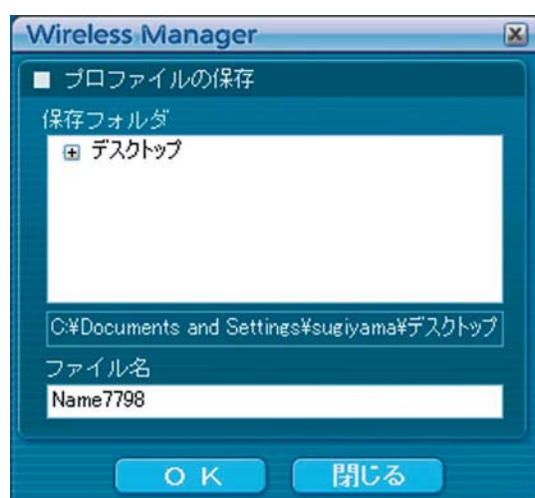 Wireless Manager
■ プロファイルの保存
保存フォルダ
デスクトップ
C:¥Documents and Settings¥sugiyama¥デスクトップ
ファイル名
Name7798
ＯＫ
閉じる